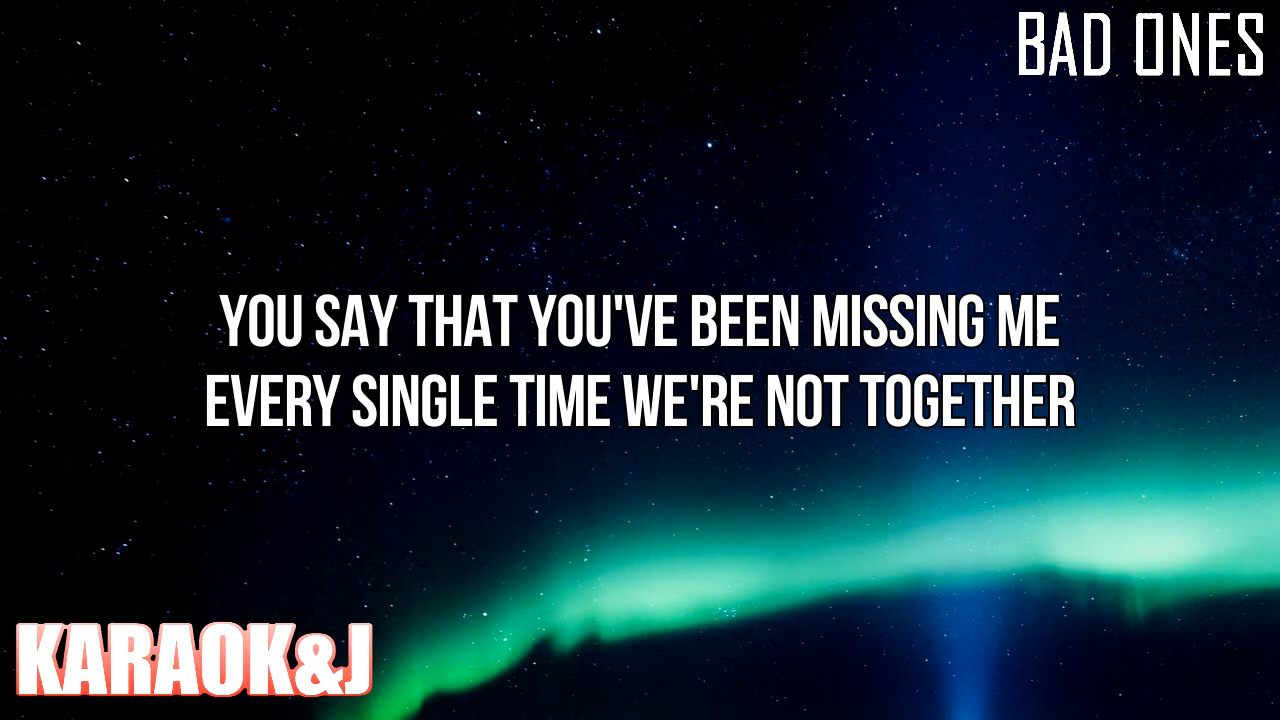 BAD ONES
YOU SAY THAT YOU'VE BEEN MISSING ME
EVERY SINGLE TIME WE'RE NOT TOGETHER
KARAOK&J